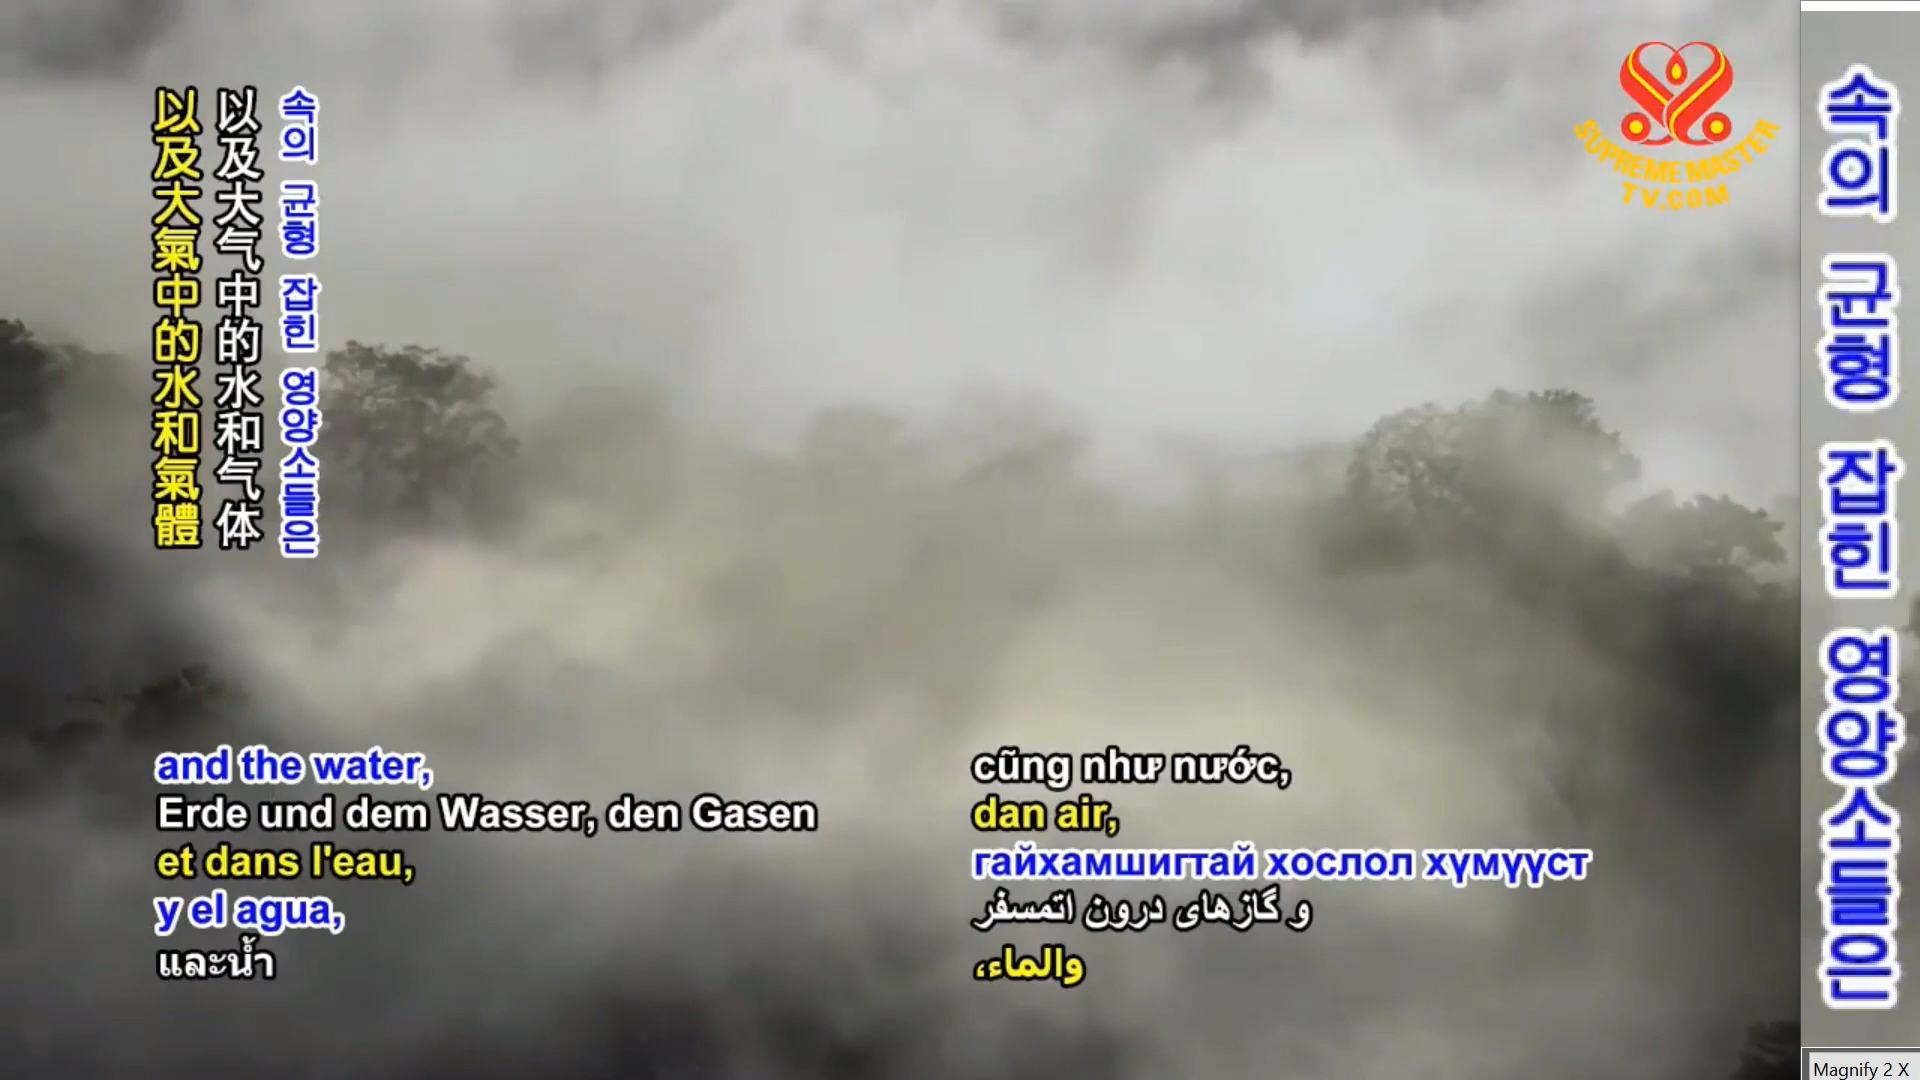 속의 균형 잡힌 영양소들은
以及大气中的水和气体
以及大氣中的水和氣體
SUPREME MASTER
TV.COM
and the water,
Erde und dem Wasser, den Gasen
et dans l'eau,
y el agua,
และน้ำ
cũng như nước,
dan air,
гайхамшигтай хослол хүмүүст
و گازهای درون اتمسفر
والماء،
속의 균형 잡힌 영양소들은
Magnify 2 X